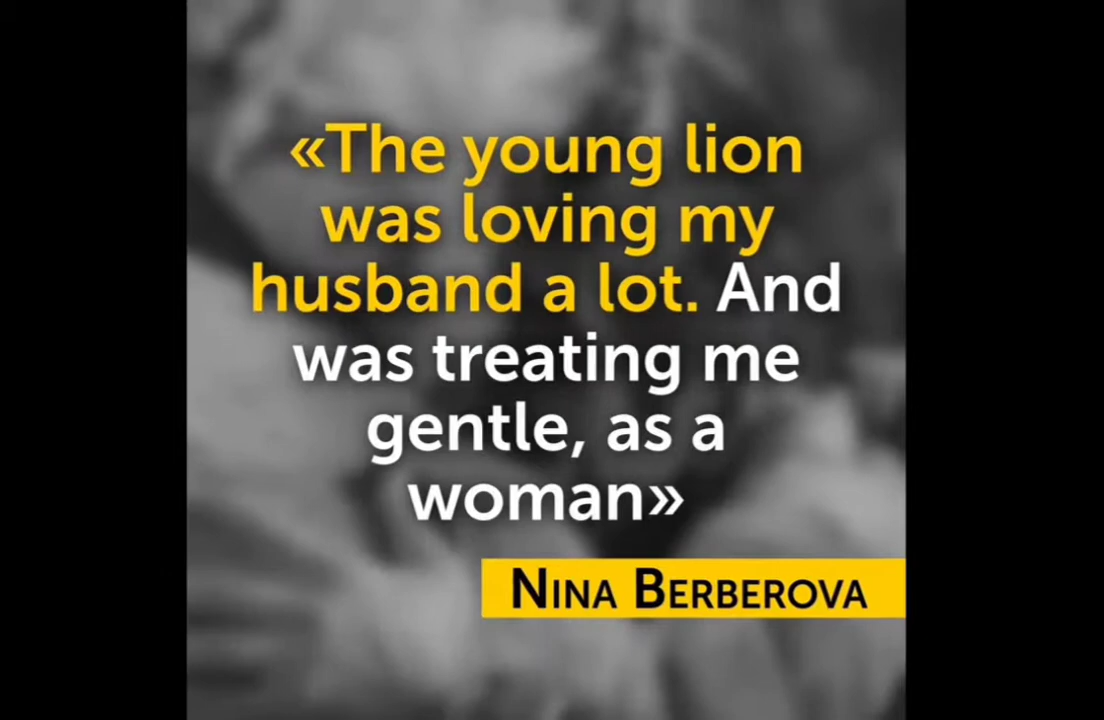 «The young lion
was loving my
husband a lot. And
was treating me
gentle, as a
woman»
NINA BERBEROVA